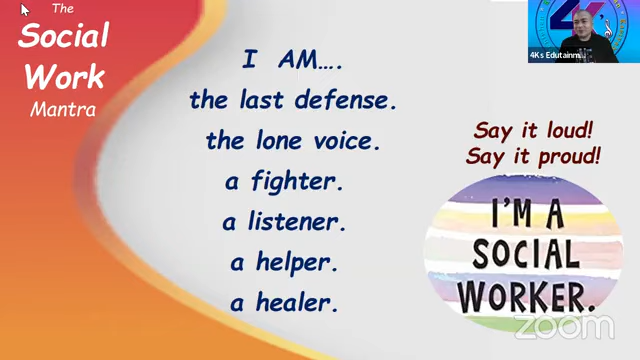 The
Social
Work
Mantra
I AM....
the last defense.
the lone voice.
a fighter.
a listener.
a helper.
a healer.
Say it loud!
Say it proud!
I'M A
SOCIAL
WORKER.
4K's
4Ks Edutainm...
zoom